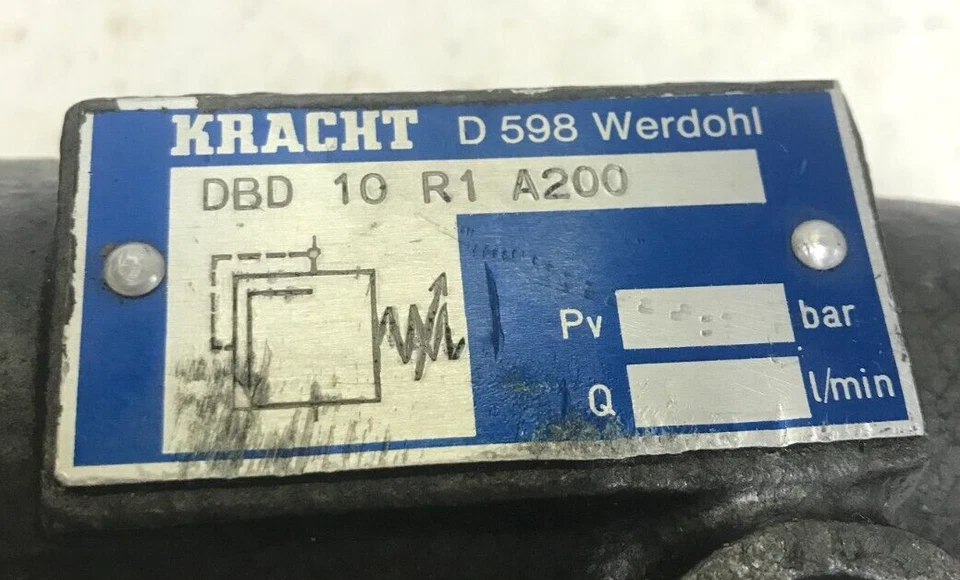 KRACHT D 598 Werdohl
DBD 10 R1 A200
Pv bar
Q l/min